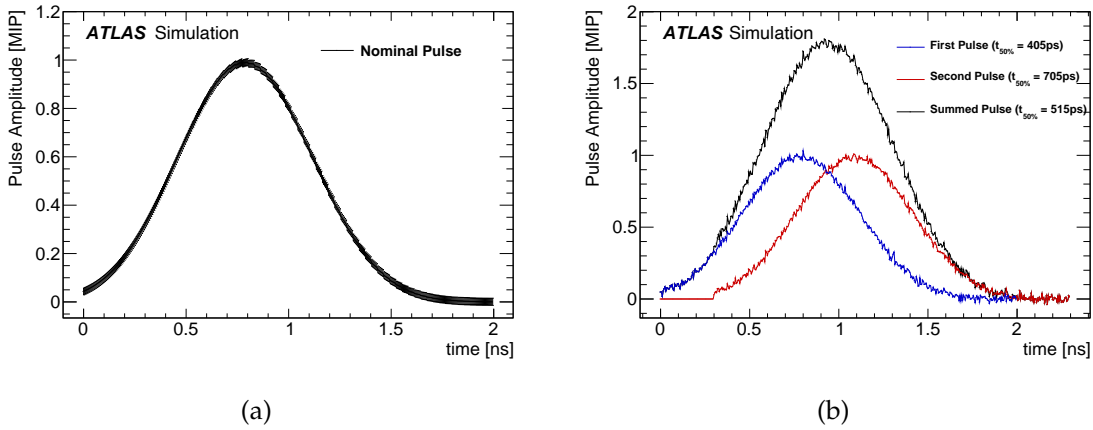 ATLAS Simulation
Nominal Pulse
Pulse Amplitude [MIP]
1.2
1
0.8
0.6
0.4
0.2
0
0 0.5 1 1.5 2
time [ns]
(a)
ATLAS Simulation
First Pulse (t50% = 405ps)
Second Pulse (t50% = 705ps)
Summed Pulse (t50% = 515ps)
Pulse Amplitude [MIP]
2
1.5
1
0.5
0
0 0.5 1 1.5 2
time [ns]
(b)